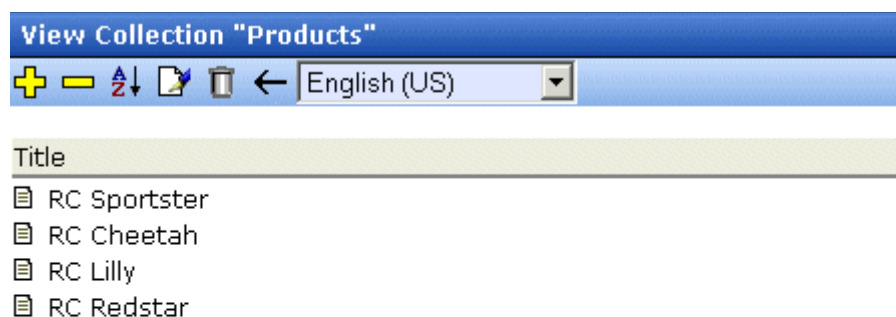 View Collection "Products"
English (US)
Title
RC Sportster
RC Cheetah
RC Lilly
RC Redstar